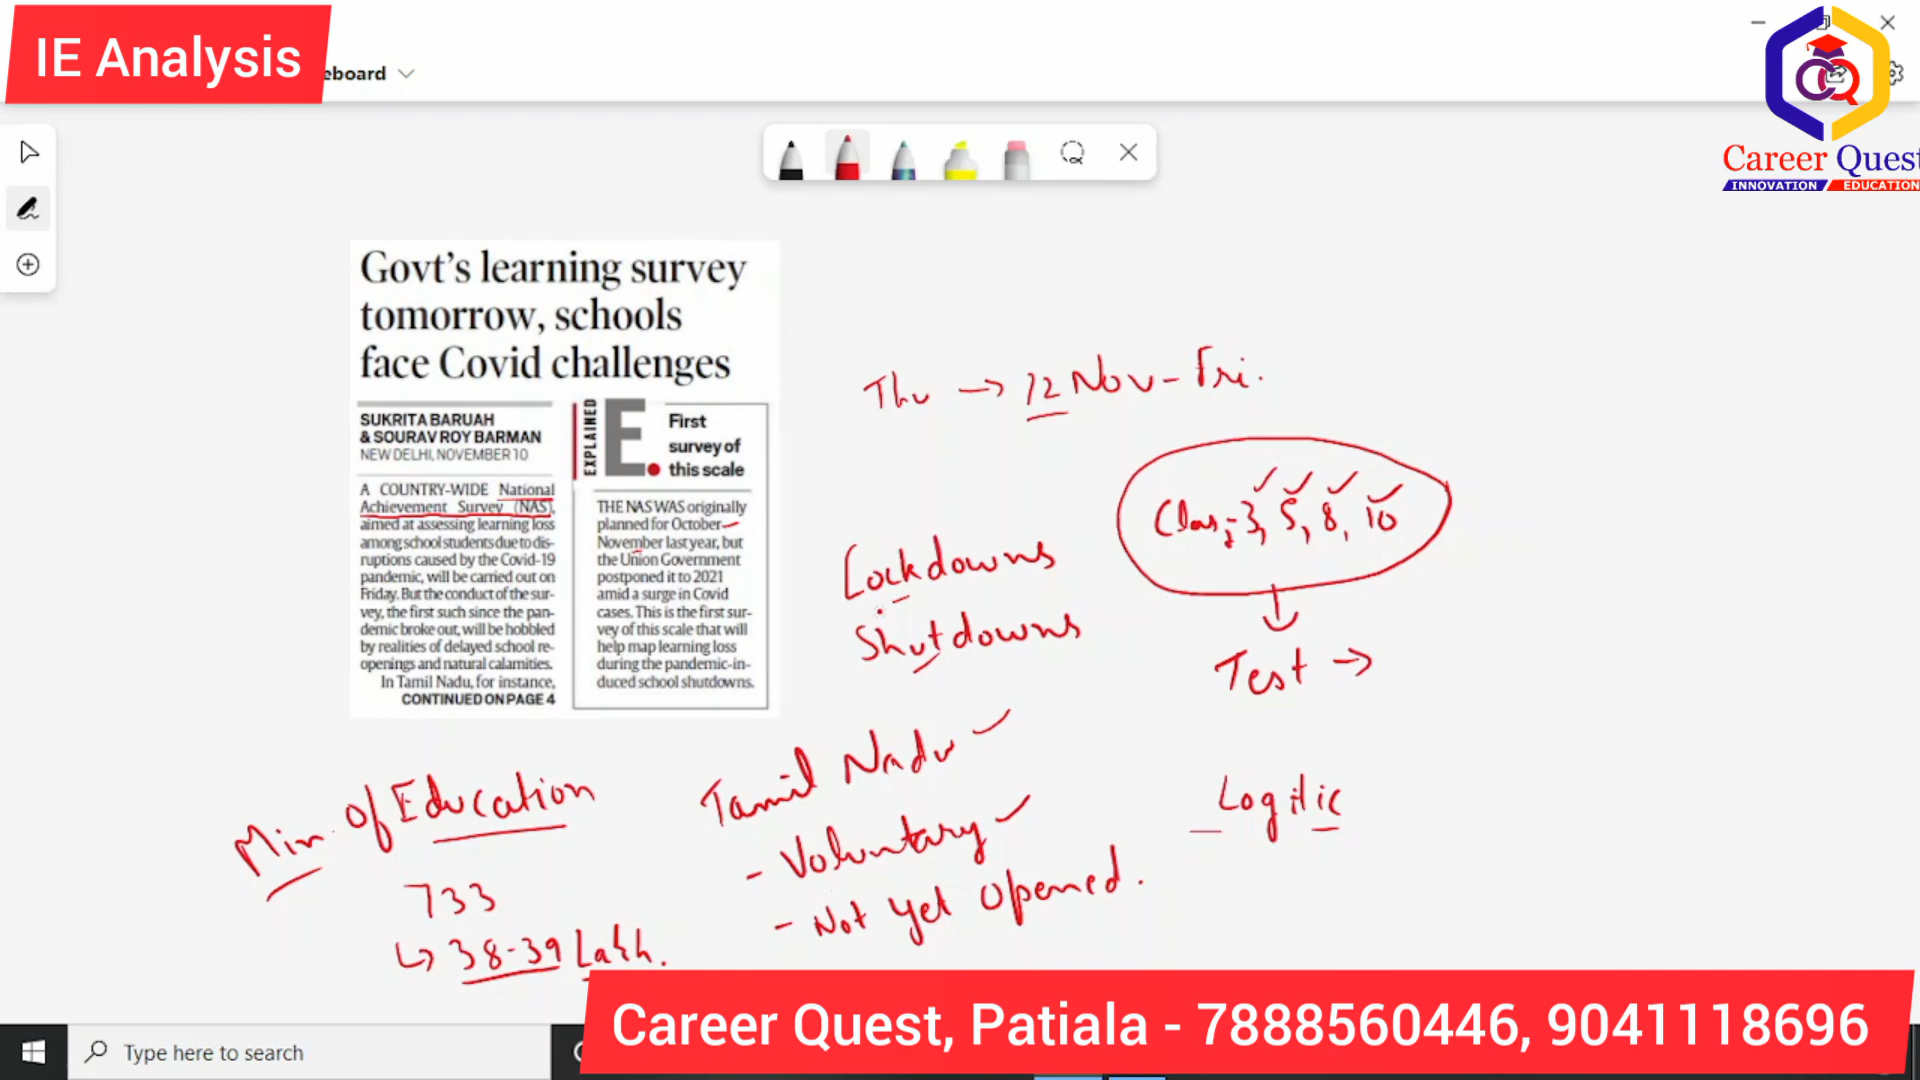 IE Analysis
eboard
Career Quest
INNOVATION EDUCATION
Govt's learning survey
tomorrow, schools
face Covid challenges
SUKRITA BARUAH
& SOURAV ROY BARMAN
NEW DELHI, NOVEMBER 10
A COUNTRY-WIDE National
Achievement Survey (NAS),
aimed at assessing learning loss
among school students due to dis-
ruptions caused by the Covid-19
pandemic, will be carried out on
Friday. But the conduct of the sur-
vey, the first such since the pan-
demic broke out, will be hobbled
by realities of delayed school re-
openings and natural calamities.
In Tamil Nadu, for instance,
CONTINUED ON PAGE 4
EXPLAINED
E.
First
survey of
this scale
THE NAS WAS originally
planned for October-
November last year, but
the Union Government
postponed it to 2021
amid a surge in Covid
cases. This is the first sur-
vey of this scale that will
help map learning loss
during the pandemic-in-
duced school shutdowns.
Thu → 12 Nov - Fri.
Class - 3, 5, 8, 10
Lockdowns
Shutdowns
Test →
Tamil Nadu
- Voluntary
- Not yet Opened.
Logitic
Min. of Education
733
↳ 38-39 Lakh.
Type here to search
Career Quest, Patiala - 7888560446, 9041118696